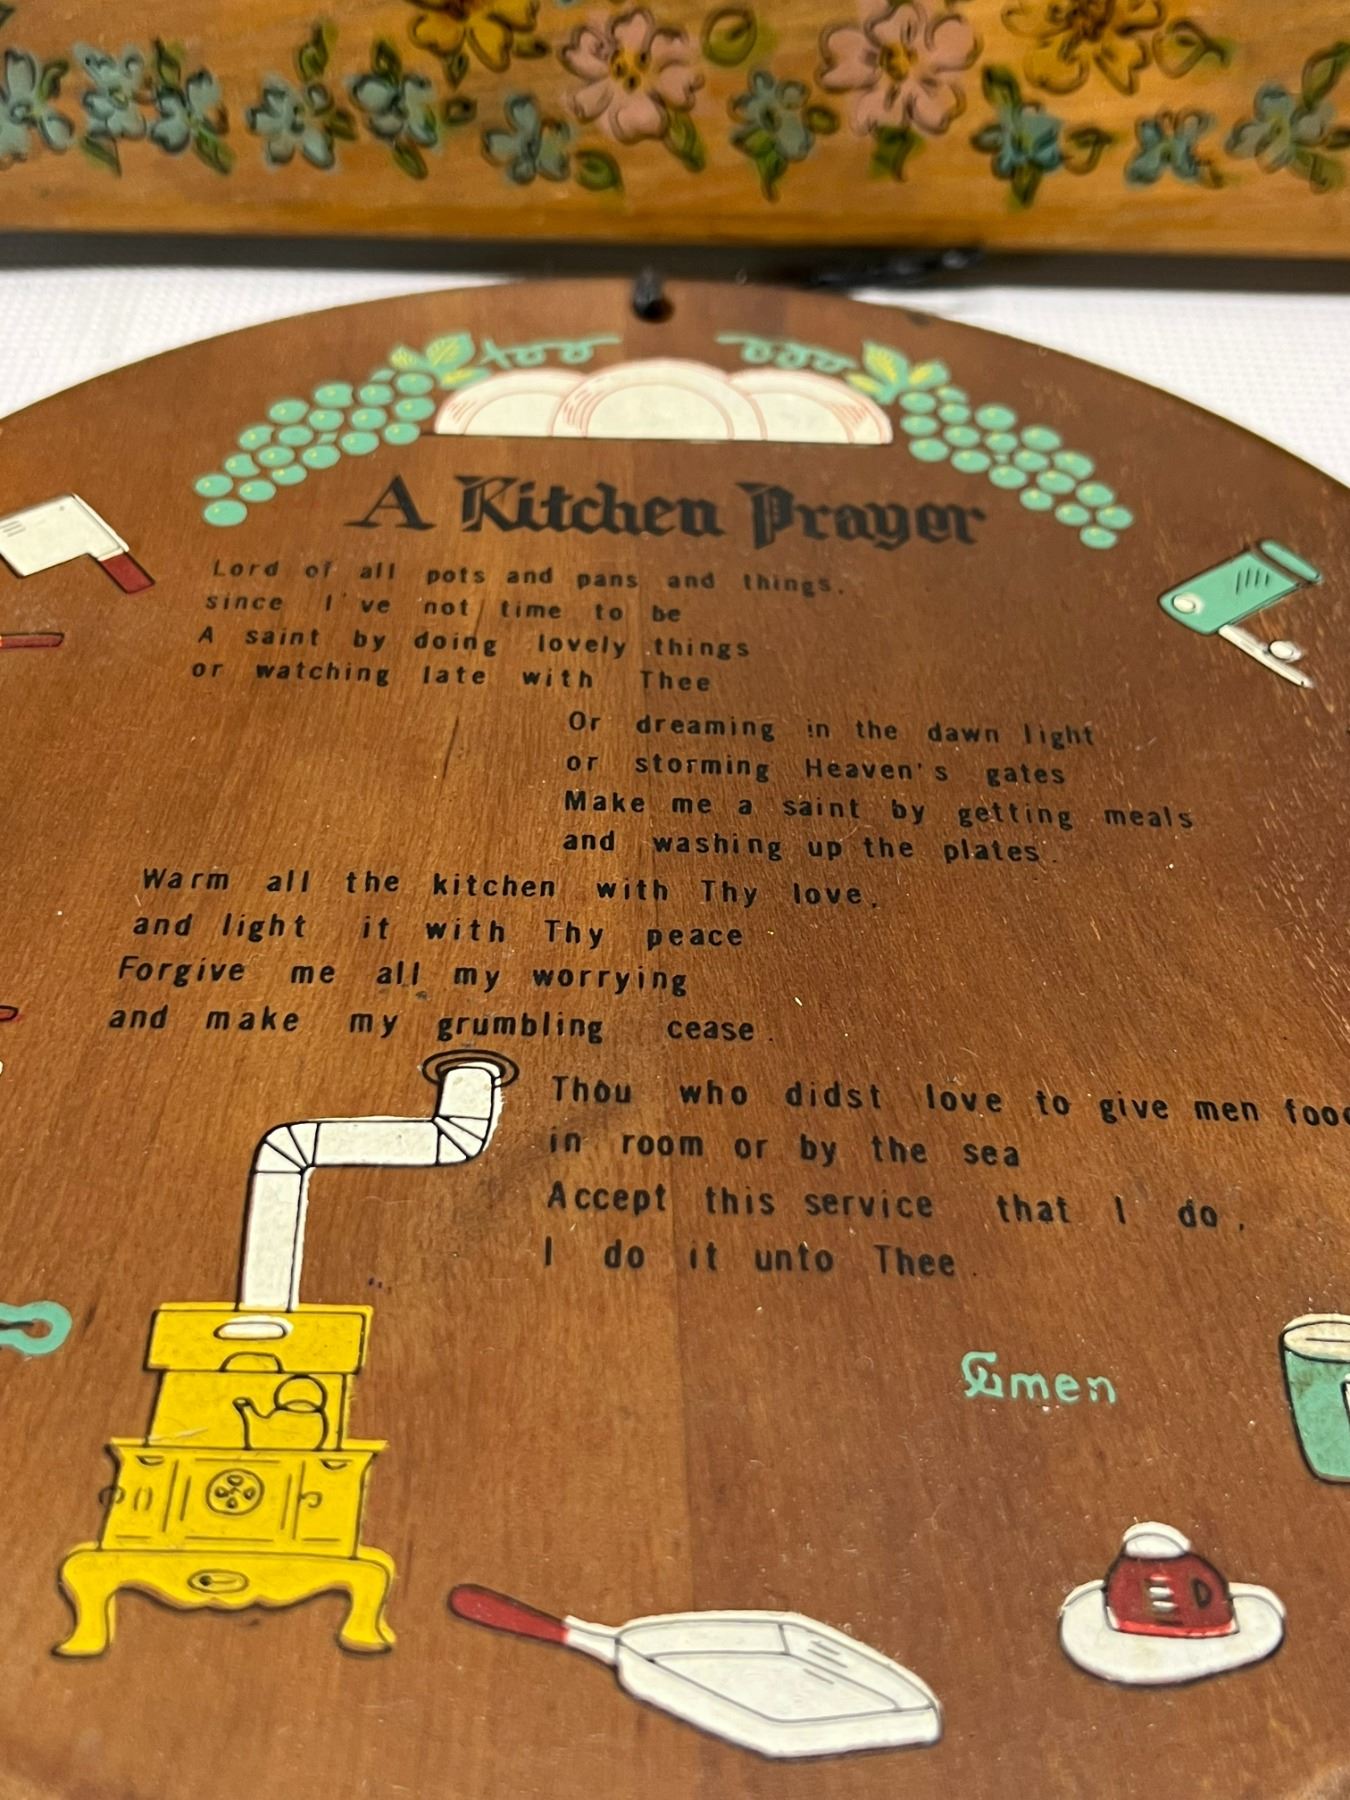 A Kitchen Prayer
Lord of all pots and pans and things.
since I've not time to be
A saint by doing lovely things
or watching late with Thee
Or dreaming in the dawn light
or storming Heaven's gates
Make me a saint by getting meals
and washing up the plates.
Warm all the kitchen with Thy love,
and light it with Thy peace
Forgive me all my worrying
and make my grumbling cease.
Thou who didst love to give men food
in room or by the sea
Accept this service that I do,
I do it unto Thee.
Amen